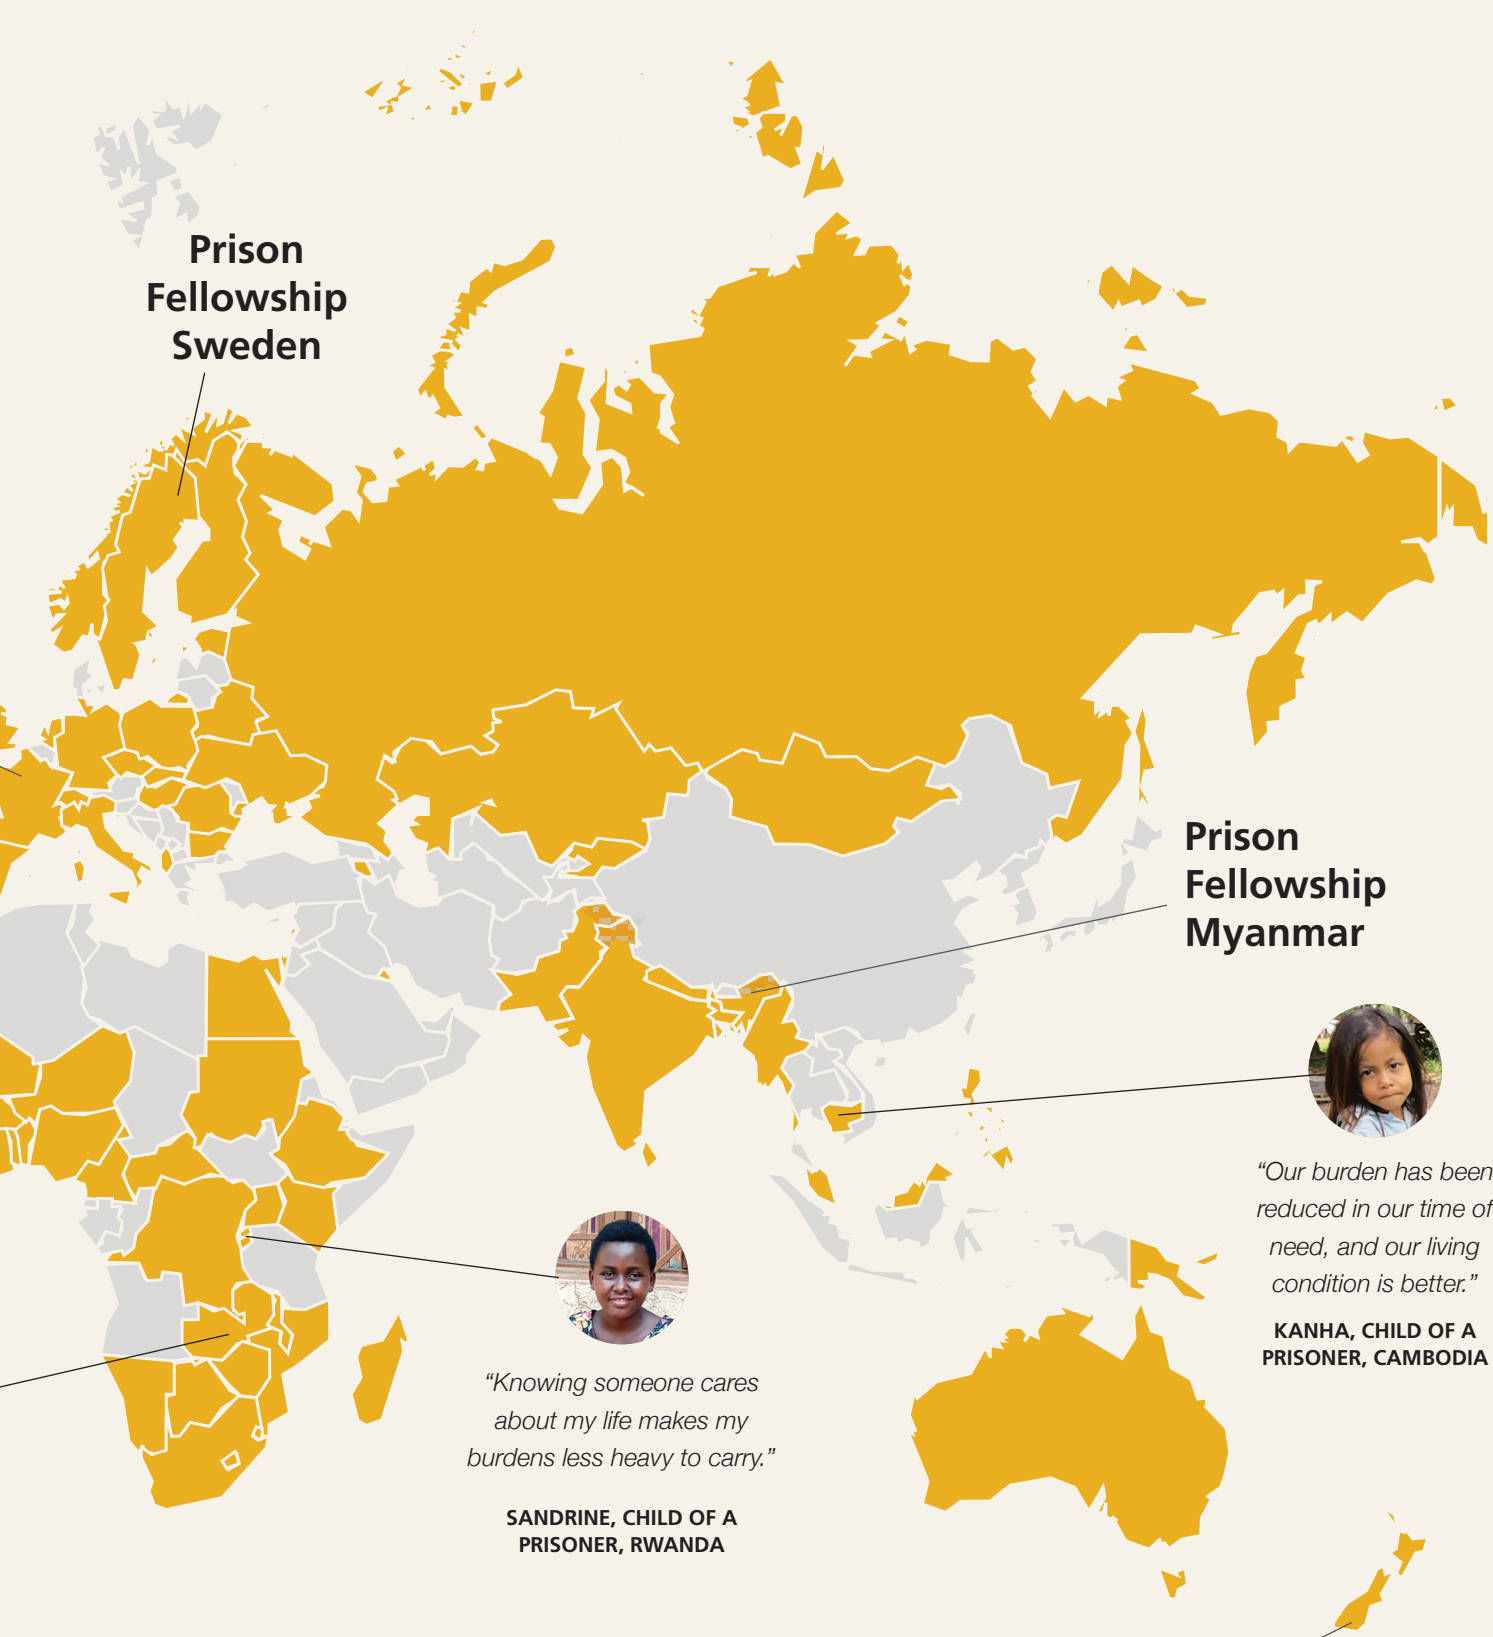 Prison
Fellowship
Sweden
Prison
Fellowship
Myanmar
“Our burden has been
reduced in our time of
need, and our living
condition is better.”
KANHA, CHILD OF A
PRISONER, CAMBODIA
“Knowing someone cares
about my life makes my
burdens less heavy to carry.”
SANDRINE, CHILD OF A
PRISONER, RWANDA